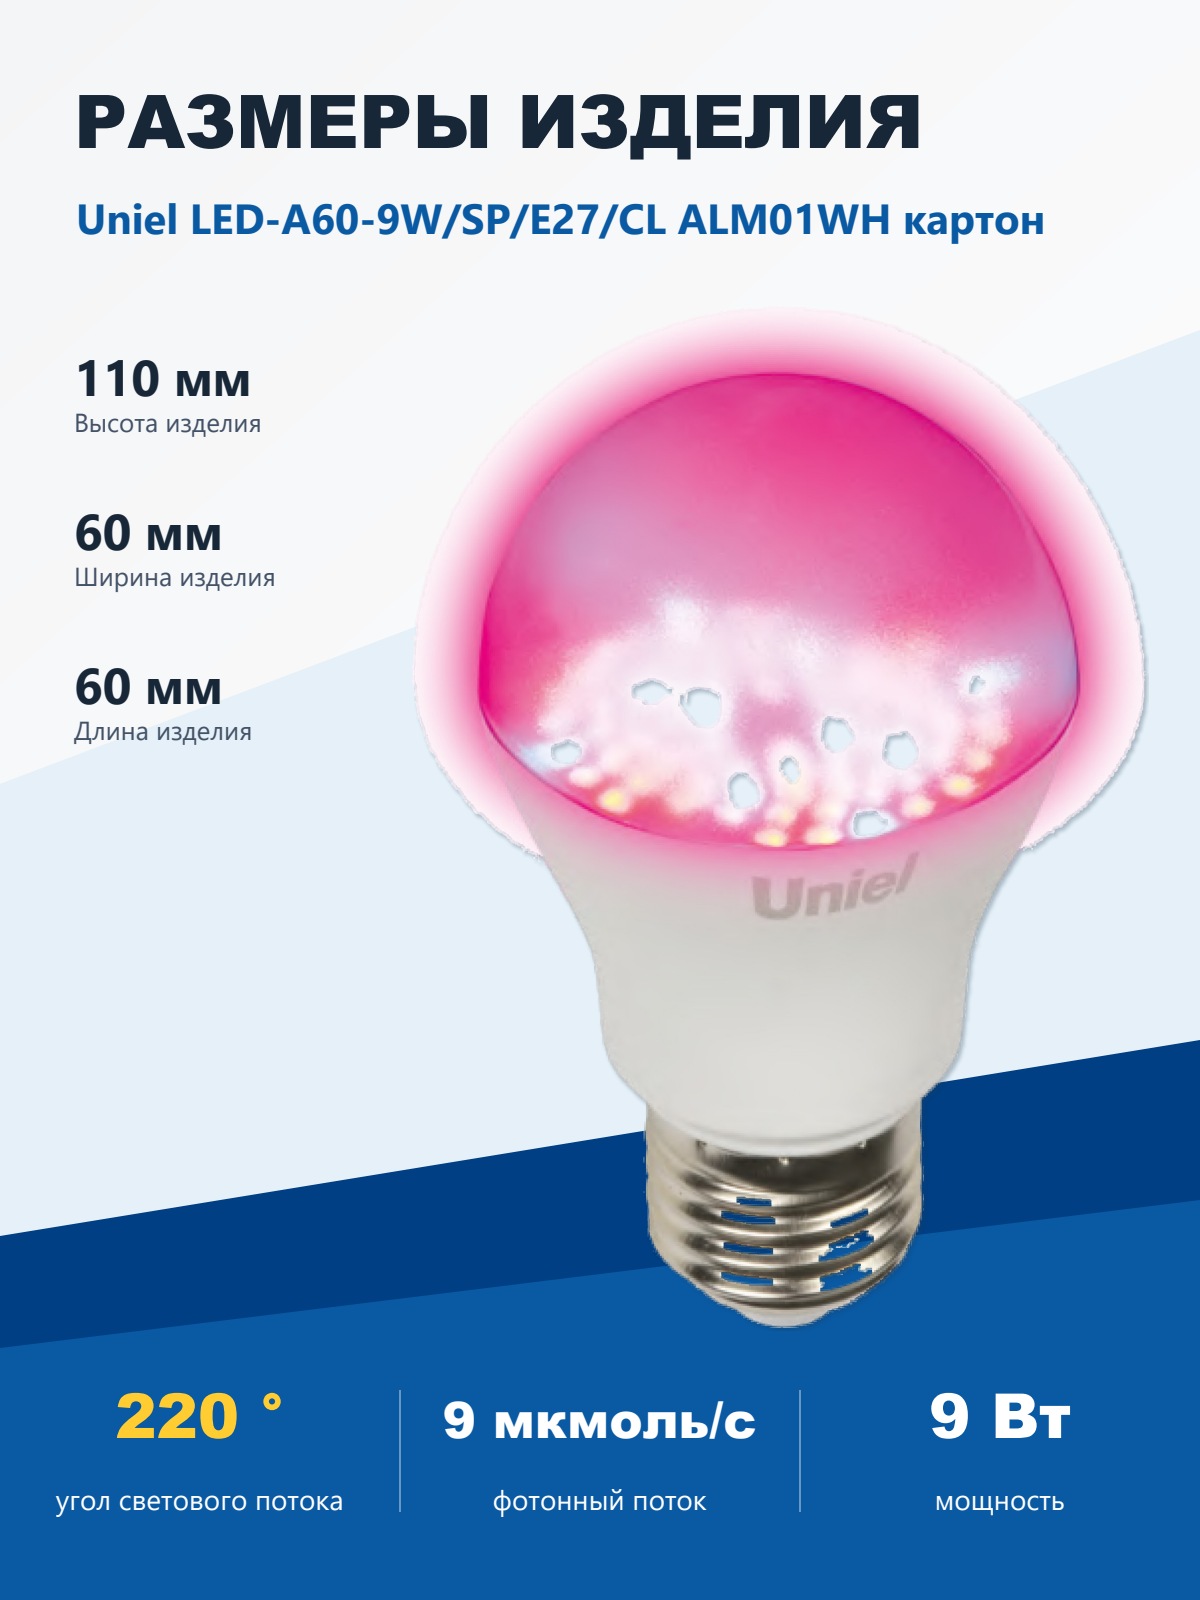 РАЗМЕРЫ ИЗДЕЛИЯ
Uniel LED-A60-9W/SP/E27/CL ALM01WH картон
110 мм
Высота изделия
60 мм
Ширина изделия
60 мм
Длина изделия
Uniel
220 °
угол светового потока
9 мкмоль/с
фотонный поток
9 Вт
мощность